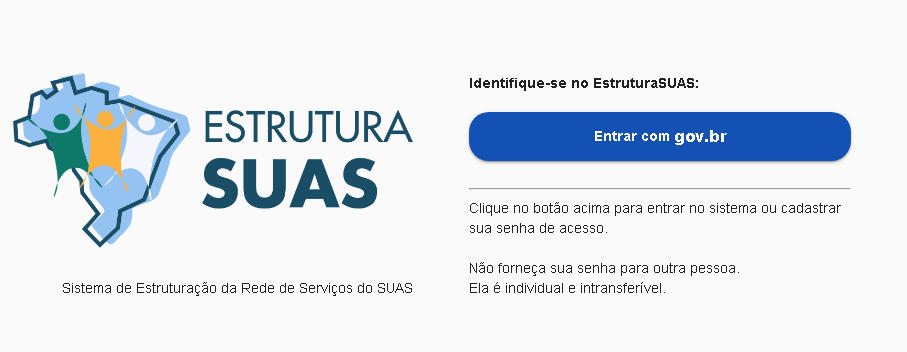 ESTRUTURA
SUAS
Sistema de Estruturação da Rede de Serviços do SUAS
Identifique-se no EstruturaSUAS:
Entrar com gov.br
Clique no botão acima para entrar no sistema ou cadastrar
sua senha de acesso.
Não forneça sua senha para outra pessoa.
Ela é individual e intransferível.